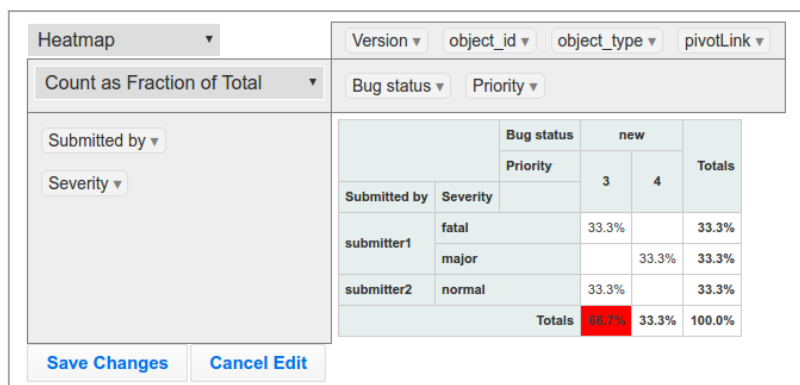 Heatmap ▼ Version ▼ object_id ▼ object_type ▼ pivotLink ▼
Count as Fraction of Total ▼ Bug status ▼ Priority ▼
Submitted by ▼
Severity ▼
Bug status new Totals
Priority 3 4
Submitted by Severity
submitter1 fatal 33.3% 33.3%
major 33.3% 33.3%
submitter2 normal 33.3% 33.3%
Totals 66.7% 33.3% 100.0%
Save Changes Cancel Edit